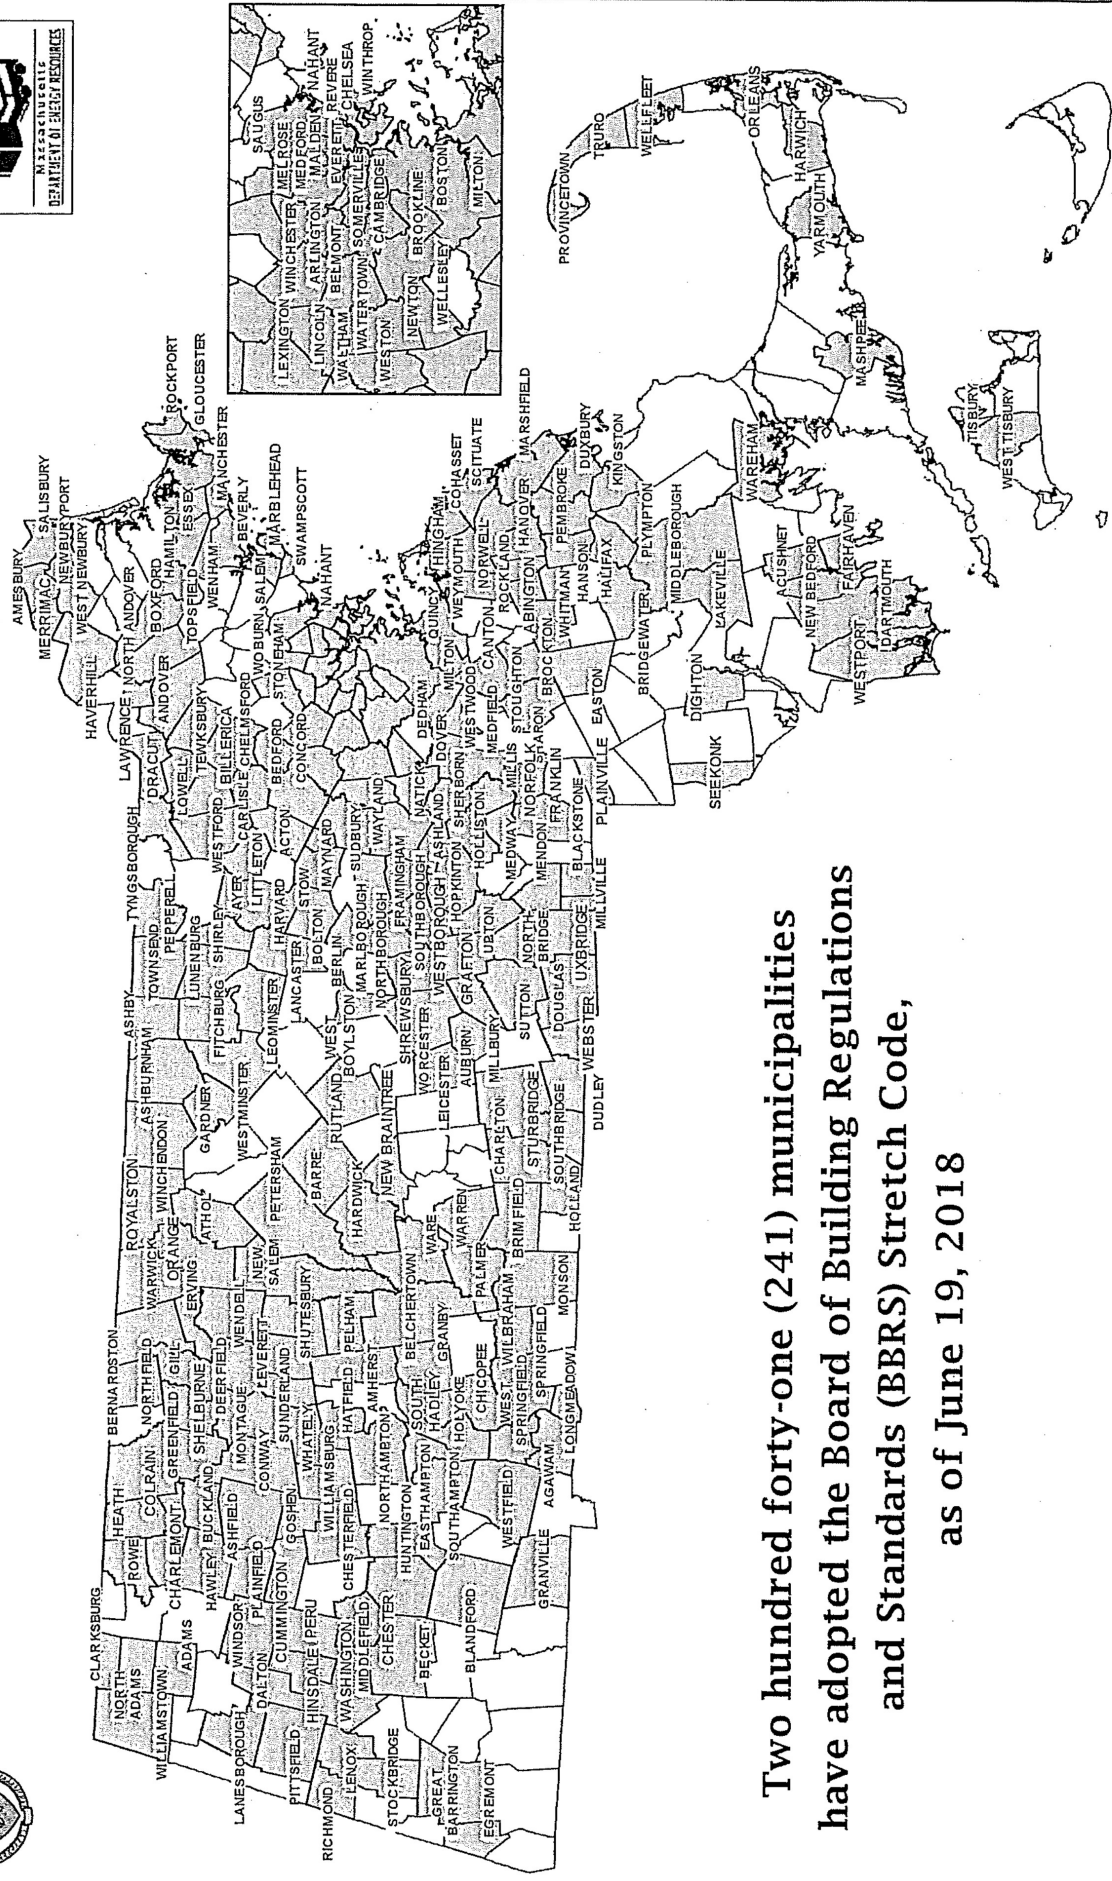 Massachusetts
DEPARTMENT OF ENERGY RESOURCES
SAUGUS
LEXINGTON
WINCHESTER
MELROSE
MEDFORD
LINCOLN
ARLINGTON
MALDEN
NAHANT
WALTHAM
BELMONT
EVERETT
REVERE
WATERTOWN
SOMERVILLE
CHELSEA
WESTON
CAMBRIDGE
WINTHROP
NEWTON
BROOKLINE
WELLESLEY
BOSTON
MILTON
AMESBURY
MERRIMAC
SALISBURY
NEWBURYPORT
WEST NEWBURY
HAVERHILL
LAWRENCE
NORTH ANDOVER
BOXFORD
ANDOVER
HAMILTON
ESSEX
ROCKPORT
GLOUCESTER
TOPSFIELD
WENHAM
MANCHESTER
BEVERLY
MARBLEHEAD
SALEM
SWAMPSCOTT
NAHANT
CLARKSBURG
NORTH
ADAMS
WILLIAMSTOWN
ADAMS
HEATH
ROWE
COLRAIN
BERNARDSTON
NORTHFIELD
GREENFIELD
GILL
CHARLEMONT
SHELBURNE
BUCKLAND
HAWLEY
DEERFIELD
ASHFIELD
MONTAGUE
WENDELL
CONWAY
LEVERETT
ROYALSTON
WARWICK
WINCHENDON
ORANGE
ERVING
ATHOL
ASHBURNHAM
ASHBY
GARDNER
WESTMINSTER
TOWNSEND
PEPPERELL
LUNENBURG
FITCHBURG
SHIRLEY
LEOMINSTER
TYNGSBOROUGH
DRACUT
LOWELL
TEWKSBURY
WESTFORD
BILLERICA
CARLISLE
CHELMSFORD
AYER
LITTLETON
BEDFORD
ACTON
CONCORD
HARVARD
WOBURN
STONEHAM
LANESBOROUGH
WINDSOR
DALTON
PLAINFIELD
CUMMINGTON
GOSHEN
PITTSFIELD
HINSDALE
PERU
WILLIAMSBURG
WHATELY
SUNDERLAND
SHUTESBURY
NEW
SALEM
PETERSHAM
BARRE
RUTLAND
LANCASTER
BOLTON
STOW
MAYNARD
SUDBURY
WAYLAND
WEST
BOYLSTON
BERLIN
MARLBOROUGH
NORTHBOROUGH
FRAMINGHAM
NATICK
DEDHAM
DOVER
MILTON
QUINCY
HINGHAM
COHASSET
SCITUATE
WEYMOUTH
RICHMOND
LENOX
WASHINGTON
MIDDLEFIELD
CHESTERFIELD
CHESTER
NORTHAMPTON
HATFIELD
AMHERST
PELHAM
HARDWICK
NEW BRAINTREE
SHREWSBURY
SOUTHBOROUGH
WORCESTER
WESTBOROUGH
ASHLAND
HOPKINTON
SHERBORN
HOLLISTON
WESTWOOD
MEDFIELD
CANTON
NORWELL
ROCKLAND
HANOVER
MARSHFIELD
STOCKBRIDGE
BECKET
HUNTINGTON
EASTHAMPTON
SOUTHAMPTON
SOUTH
HADLEY
HOLYOKE
BELCHERTOWN
GRANBY
WARE
WARREN
LEICESTER
AUBURN
GRAFTON
UPTON
MILLBURY
MEDWAY
MILLIS
NORFOLK
STOUGHTON
SHARON
ABINGTON
BROCKTON
WHITMAN
PEMBROKE
DUXBURY
HANSON
HALIFAX
KINGSTON
GREAT
BARRINGTON
EGREMONT
BLANDFORD
WESTFIELD
CHICOPEE
WEST
SPRINGFIELD
WILBRAHAM
PALMER
BRIMFIELD
CHARLTON
STURBRIDGE
SUTTON
NORTH
BRIDGE
MENDON
FRANKLIN
GRANVILLE
AGAWAM
SPRINGFIELD
LONGMEADOW
MONSON
HOLLAND
SOUTHBRIDGE
DUDLEY
WEBSTER
DOUGLAS
UXBRIDGE
BLACKSTONE
MILLVILLE
PLAINVILLE
EASTON
BRIDGEWATER
PLYMPTON
MIDDLEBOROUGH
LAKEVILLE
DIGHTON
SEEKONK
WAREHAM
ACUSHNET
NEW BEDFORD
FAIRHAVEN
DARTMOUTH
WESTPORT
PROVINCETOWN
TRURO
WELLFLEET
ORLEANS
HARWICH
YARMOUTH
MASHPEE
TISBURY
WEST TISBURY
Two hundred forty-one (241) municipalities
have adopted the Board of Building Regulations
and Standards (BBRS) Stretch Code,
as of June 19, 2018